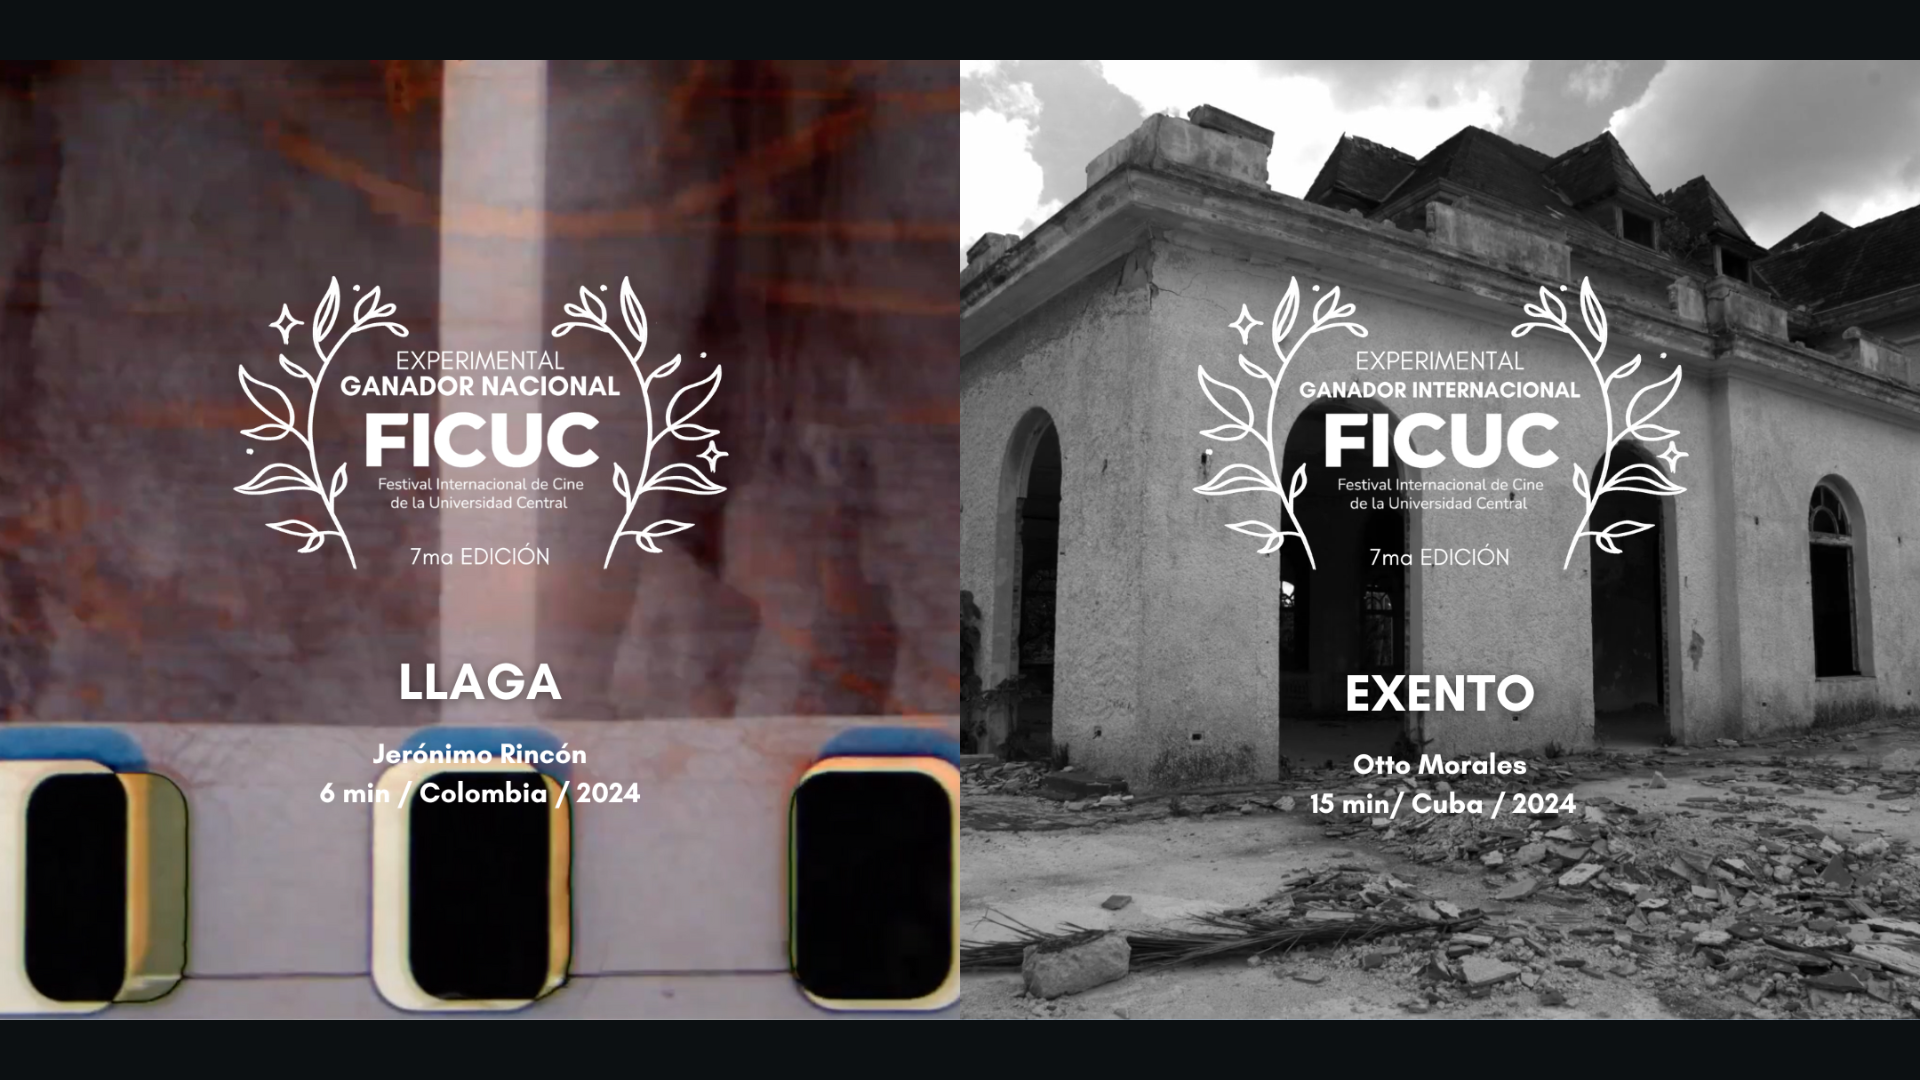 EXPERIMENTAL
GANADOR NACIONAL
FICUC
Festival Internacional de Cine
de la Universidad Central
7ma EDICIÓN
LLAGA
Jerónimo Rincón
6 min / Colombia / 2024
EXPERIMENTAL
GANADOR INTERNACIONAL
FICUC
Festival Internacional de Cine
de la Universidad Central
7ma EDICIÓN
EXENTO
Otto Morales
15 min/ Cuba / 2024